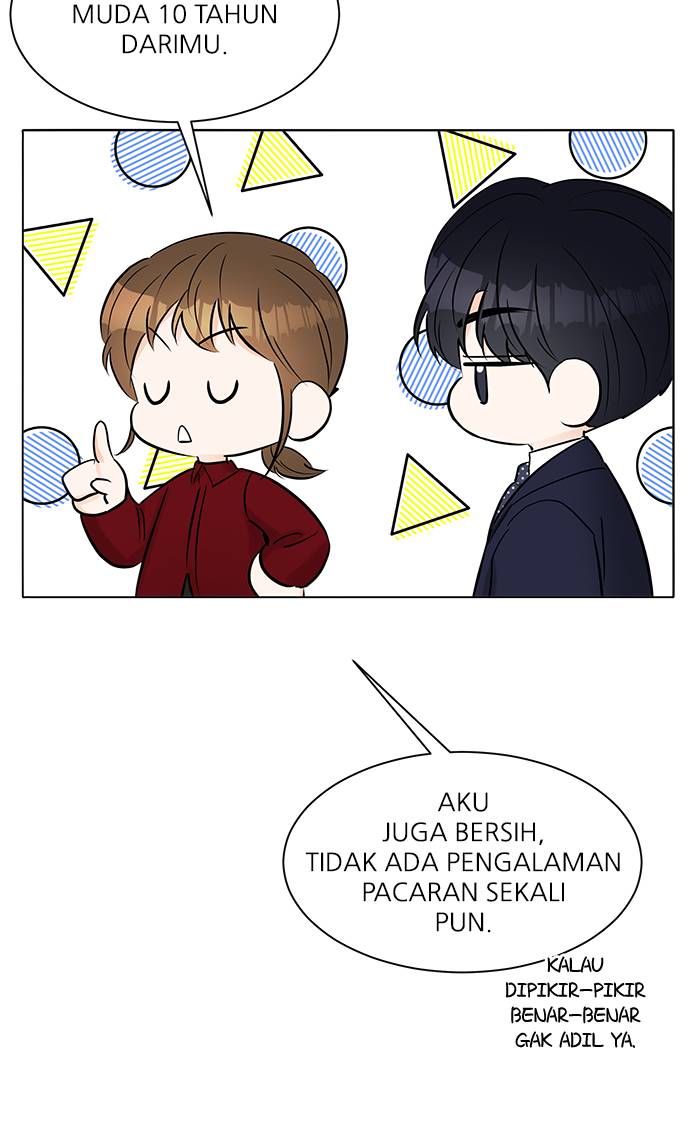 MUDA 10 TAHUN
DARIMU.
AKU
JUGA BERSIH,
TIDAK ADA PENGALAMAN
PACARAN SEKALI
PUN.
KALAU
DIPIKIR-PIKIR
BENAR-BENAR
GAK ADIL YA.